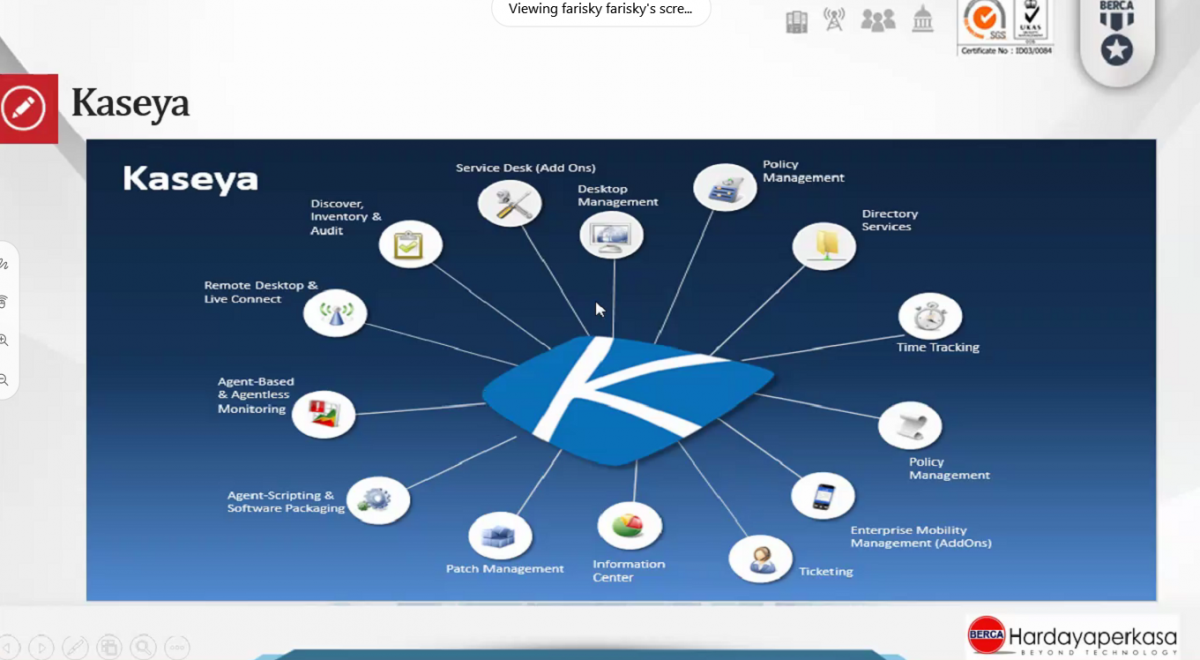 Viewing farisky farisky's scre...
SGS
UKAS
Certificate No : ID03/0084
BERCA
Kaseya
Kaseya
Service Desk (Add Ons)
Policy
Management
Desktop
Management
Discover,
Inventory &
Audit
Directory
Services
Remote Desktop &
Live Connect
Time Tracking
Agent-Based
& Agentless
Monitoring
Policy
Management
Agent-Scripting &
Software Packaging
Enterprise Mobility
Management (AddOns)
Patch Management
Information
Center
Ticketing
BERCA Hardayaperkasa
BEYOND TECHNOLOGY